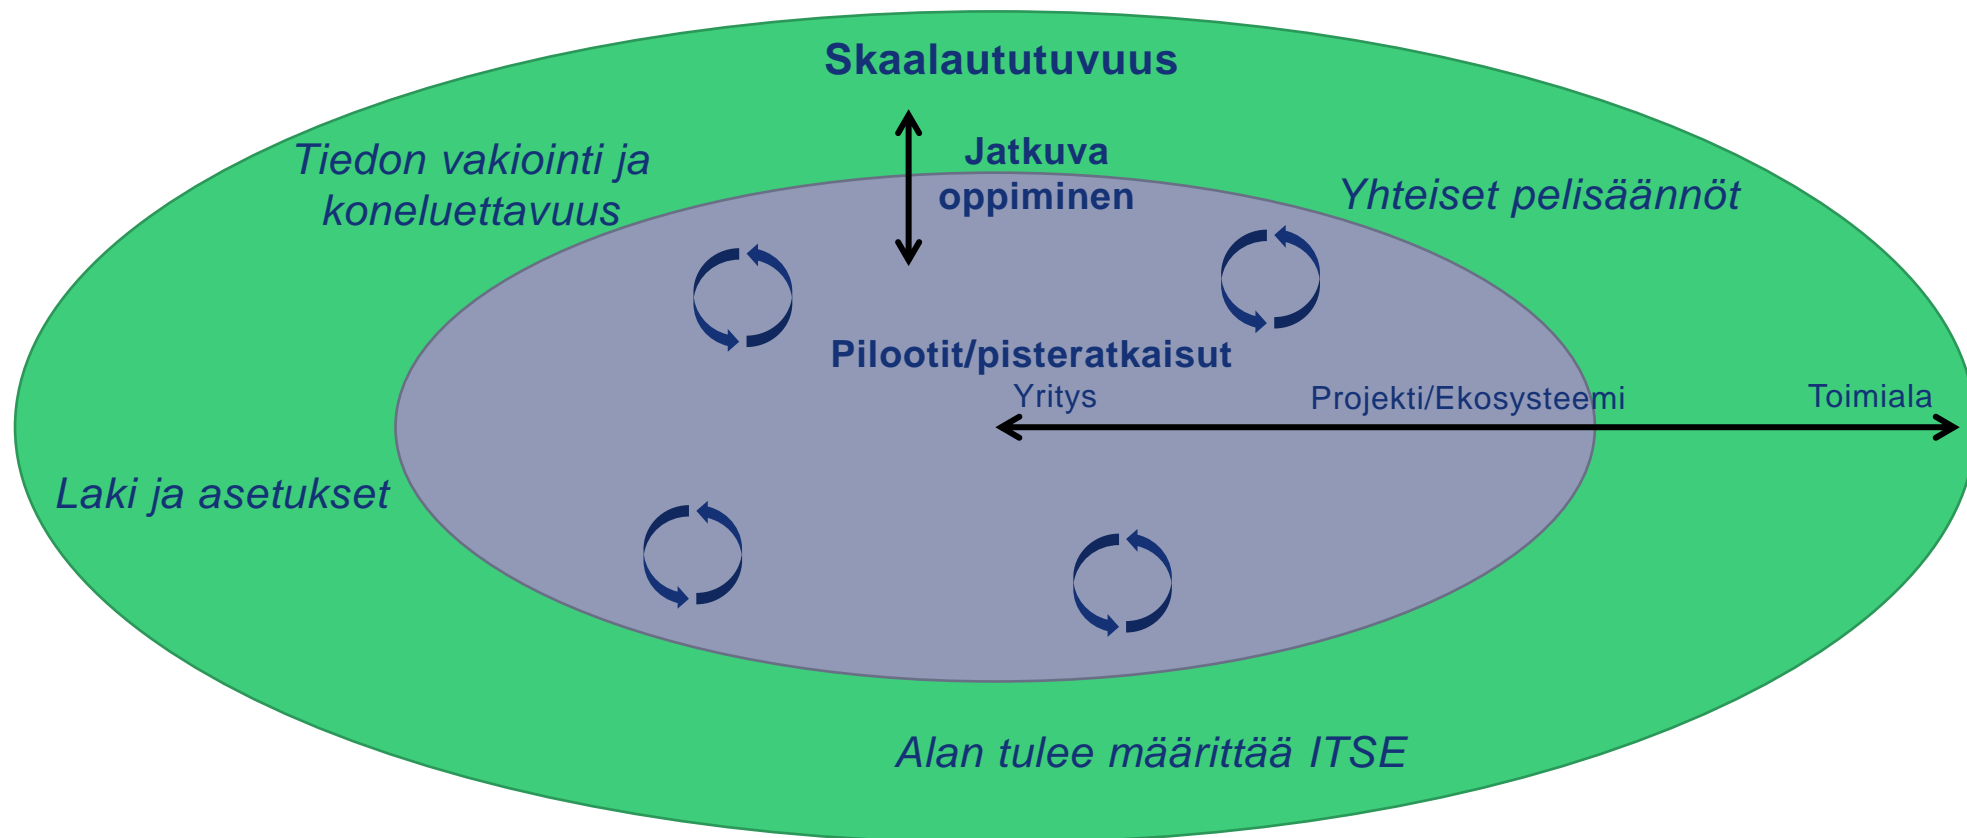 Skaalaututuvuus
Tiedon vakiointi ja
koneluettavuus
Jatkuva
oppiminen
Yhteiset pelisäännöt
Pilootit/pisteratkaisut
Yritys
Projekti/Ekosysteemi
Toimiala
Laki ja asetukset
Alan tulee määrittää ITSE